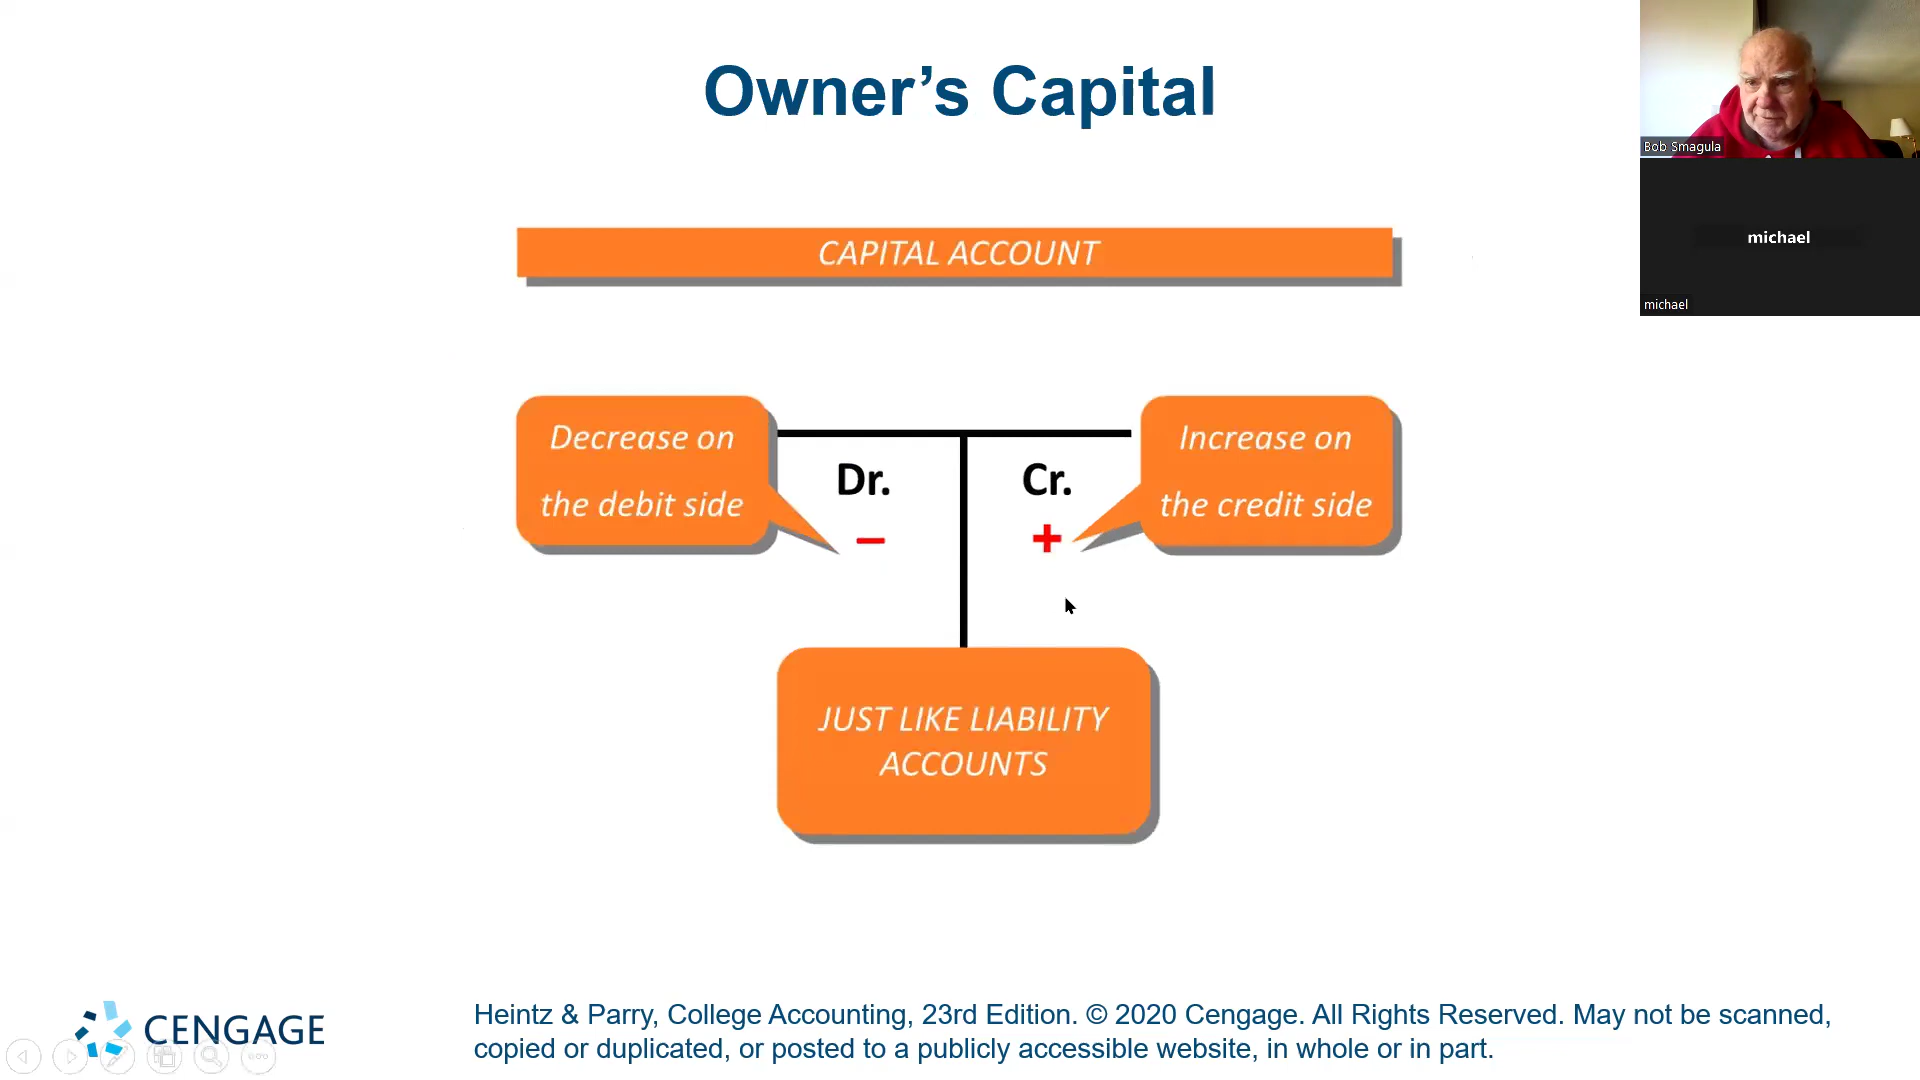 Owner’s Capital
CAPITAL ACCOUNT
Decrease on
the debit side
Dr.
–
Cr.
+
Increase on
the credit side
JUST LIKE LIABILITY
ACCOUNTS
CENGAGE
Heintz & Parry, College Accounting, 23rd Edition. © 2020 Cengage. All Rights Reserved. May not be scanned,
copied or duplicated, or posted to a publicly accessible website, in whole or in part.
Bob Smagula
michael
michael